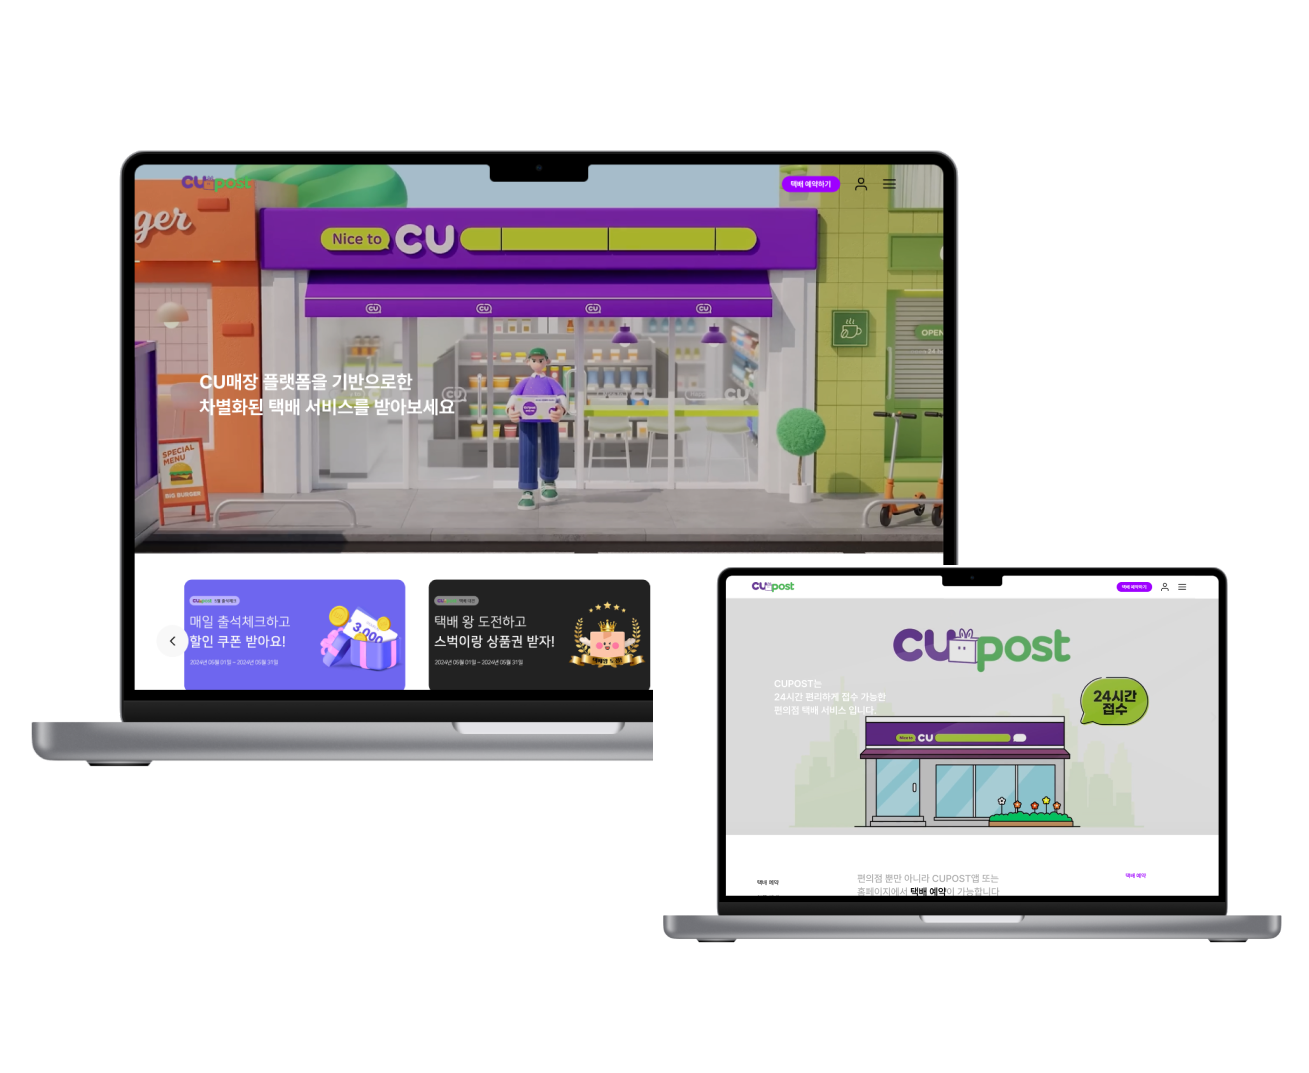 CUpost
택배 예약하기
ger
Nice to CU
CU
CU
CU
CU
OPEN
CU매장 플랫폼을 기반으로한
차별화된 택배 서비스를 받아보세요
CU
CU
SPECIAL
MENU
BIG BURGER
매일 출석체크하고
할인 쿠폰 받아요!
2024년 05월 01일 ~ 2024년 05월 31일
3,000
택배 왕 도전하고
스벅이랑 상품권 받자!
2024년 05월 01일 ~ 2024년 05월 31일
CUpost
택배 예약하기
CUpost
CUPOST는
24시간 편리하게 접수 가능한
편의점 택배 서비스 입니다.
24시간
접수
Nice to CU
택배 예약
편의점 뿐만 아니라 CUPOST앱 또는
홈페이지에서 택배 예약이 가능합니다
택배 예약